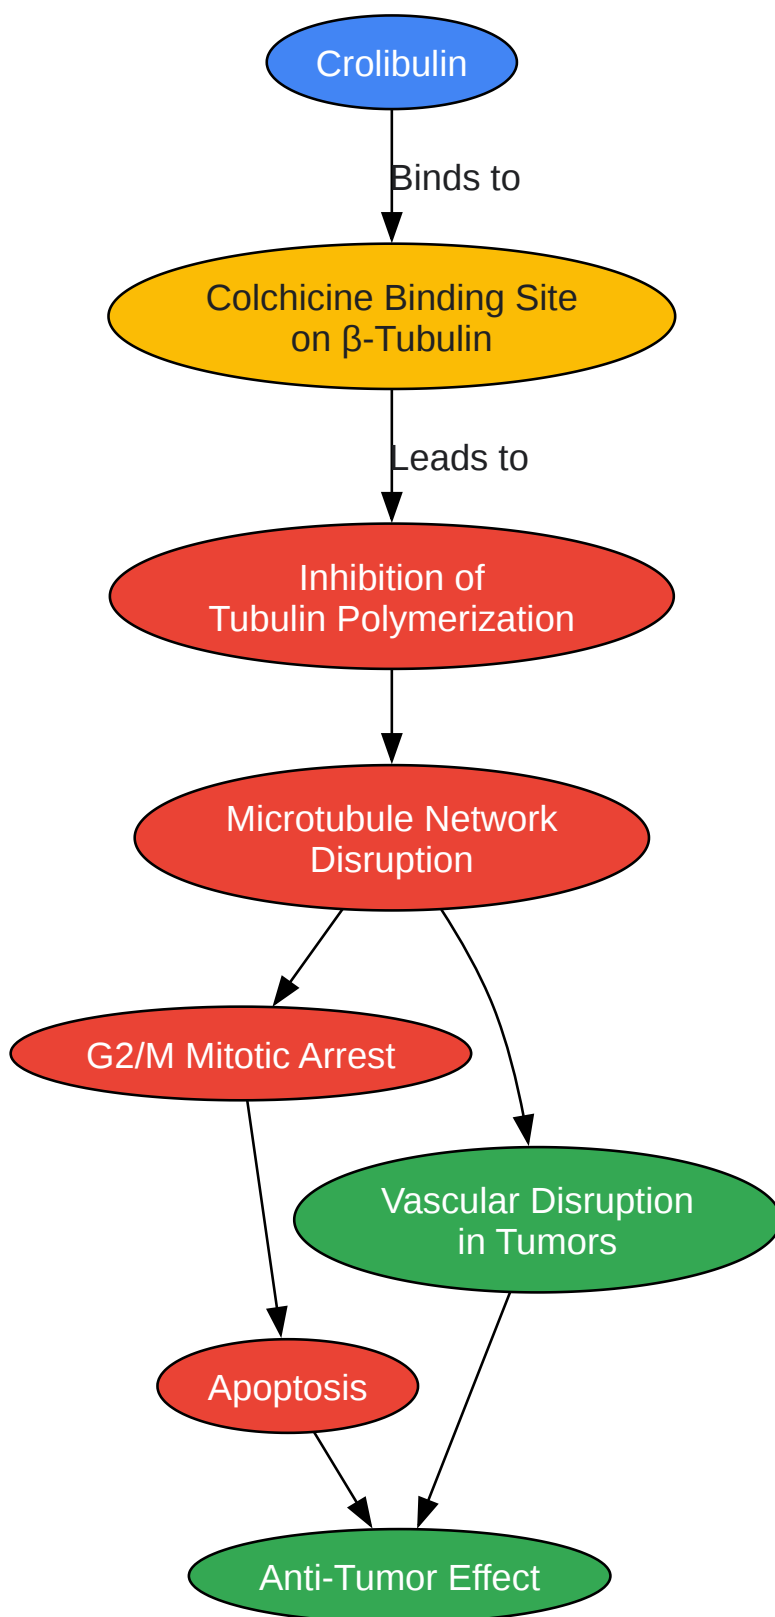 Crolibulin
Binds to
Colchicine Binding Site
on β-Tubulin
Leads to
Inhibition of
Tubulin Polymerization
Microtubule Network
Disruption
G2/M Mitotic Arrest
Vascular Disruption
in Tumors
Apoptosis
Anti-Tumor Effect